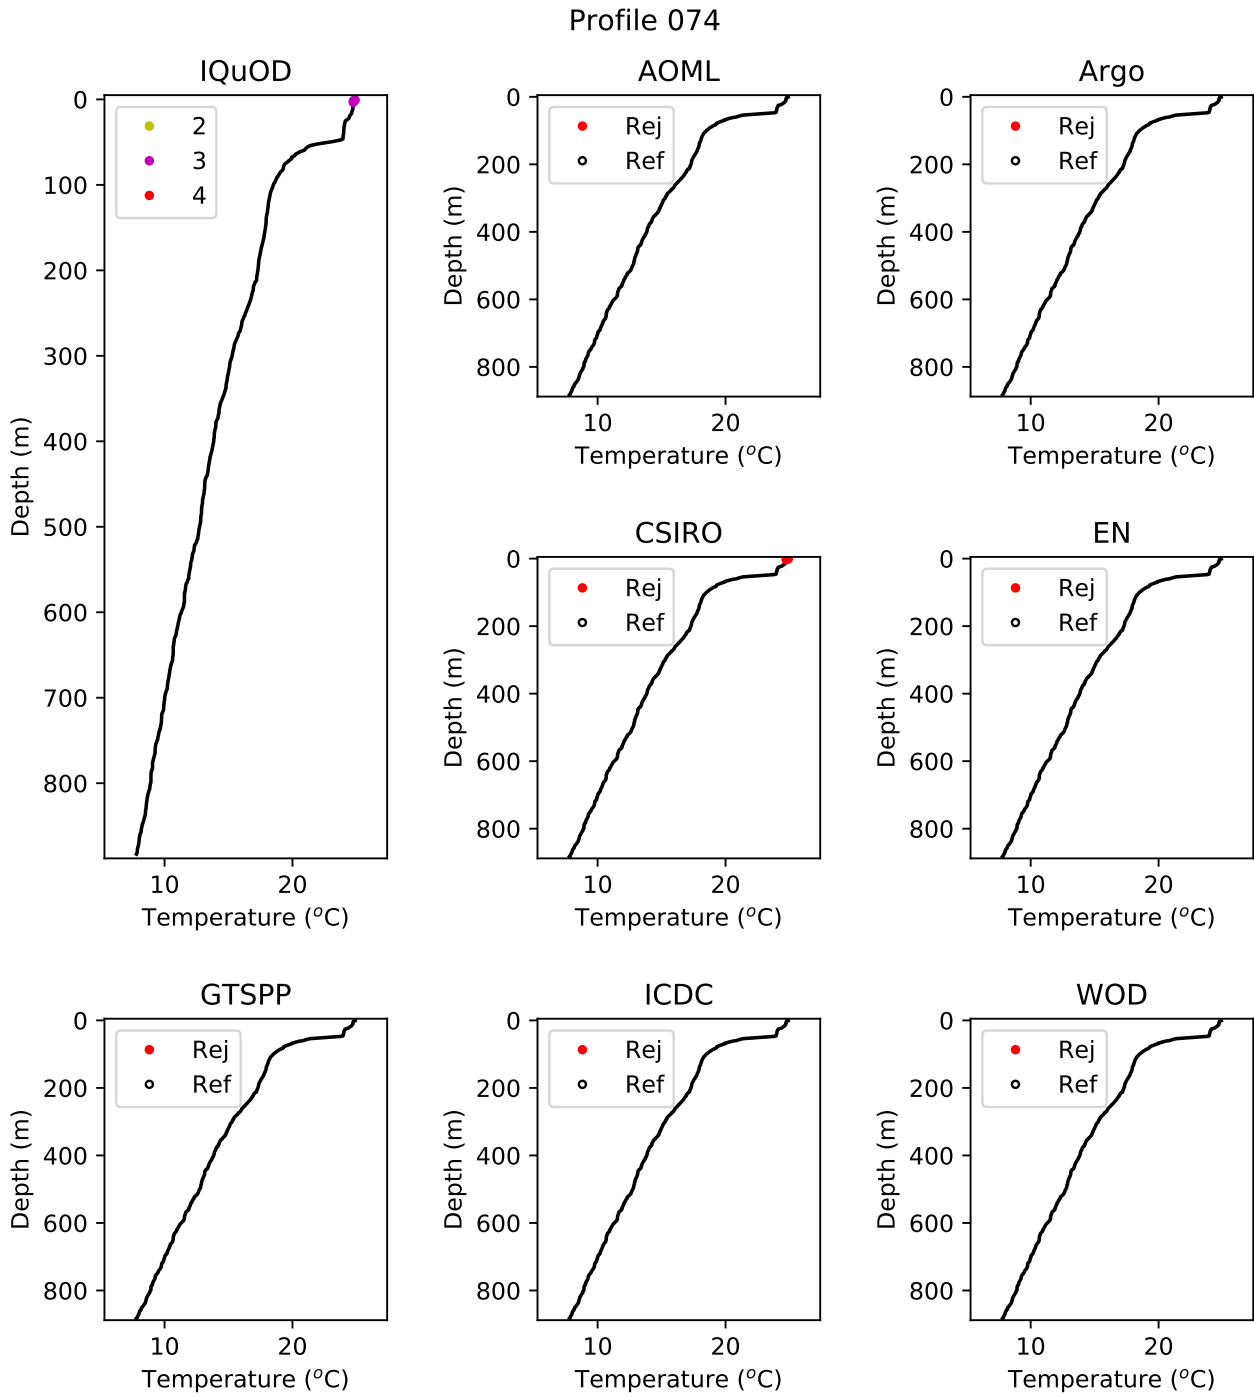 Profile 074
IQuOD
0
100
200
300
400
500
600
700
800
Depth (m)
2
3
4
10 20
Temperature (°C)
AOML
0
200
400
600
800
Depth (m)
Rej
Ref
10 20
Temperature (°C)
Argo
0
200
400
600
800
Depth (m)
Rej
Ref
10 20
Temperature (°C)
CSIRO
0
200
400
600
800
Depth (m)
Rej
Ref
10 20
Temperature (°C)
EN
0
200
400
600
800
Depth (m)
Rej
Ref
10 20
Temperature (°C)
GTSPP
0
200
400
600
800
Depth (m)
Rej
Ref
10 20
Temperature (°C)
ICDC
0
200
400
600
800
Depth (m)
Rej
Ref
10 20
Temperature (°C)
WOD
0
200
400
600
800
Depth (m)
Rej
Ref
10 20
Temperature (°C)